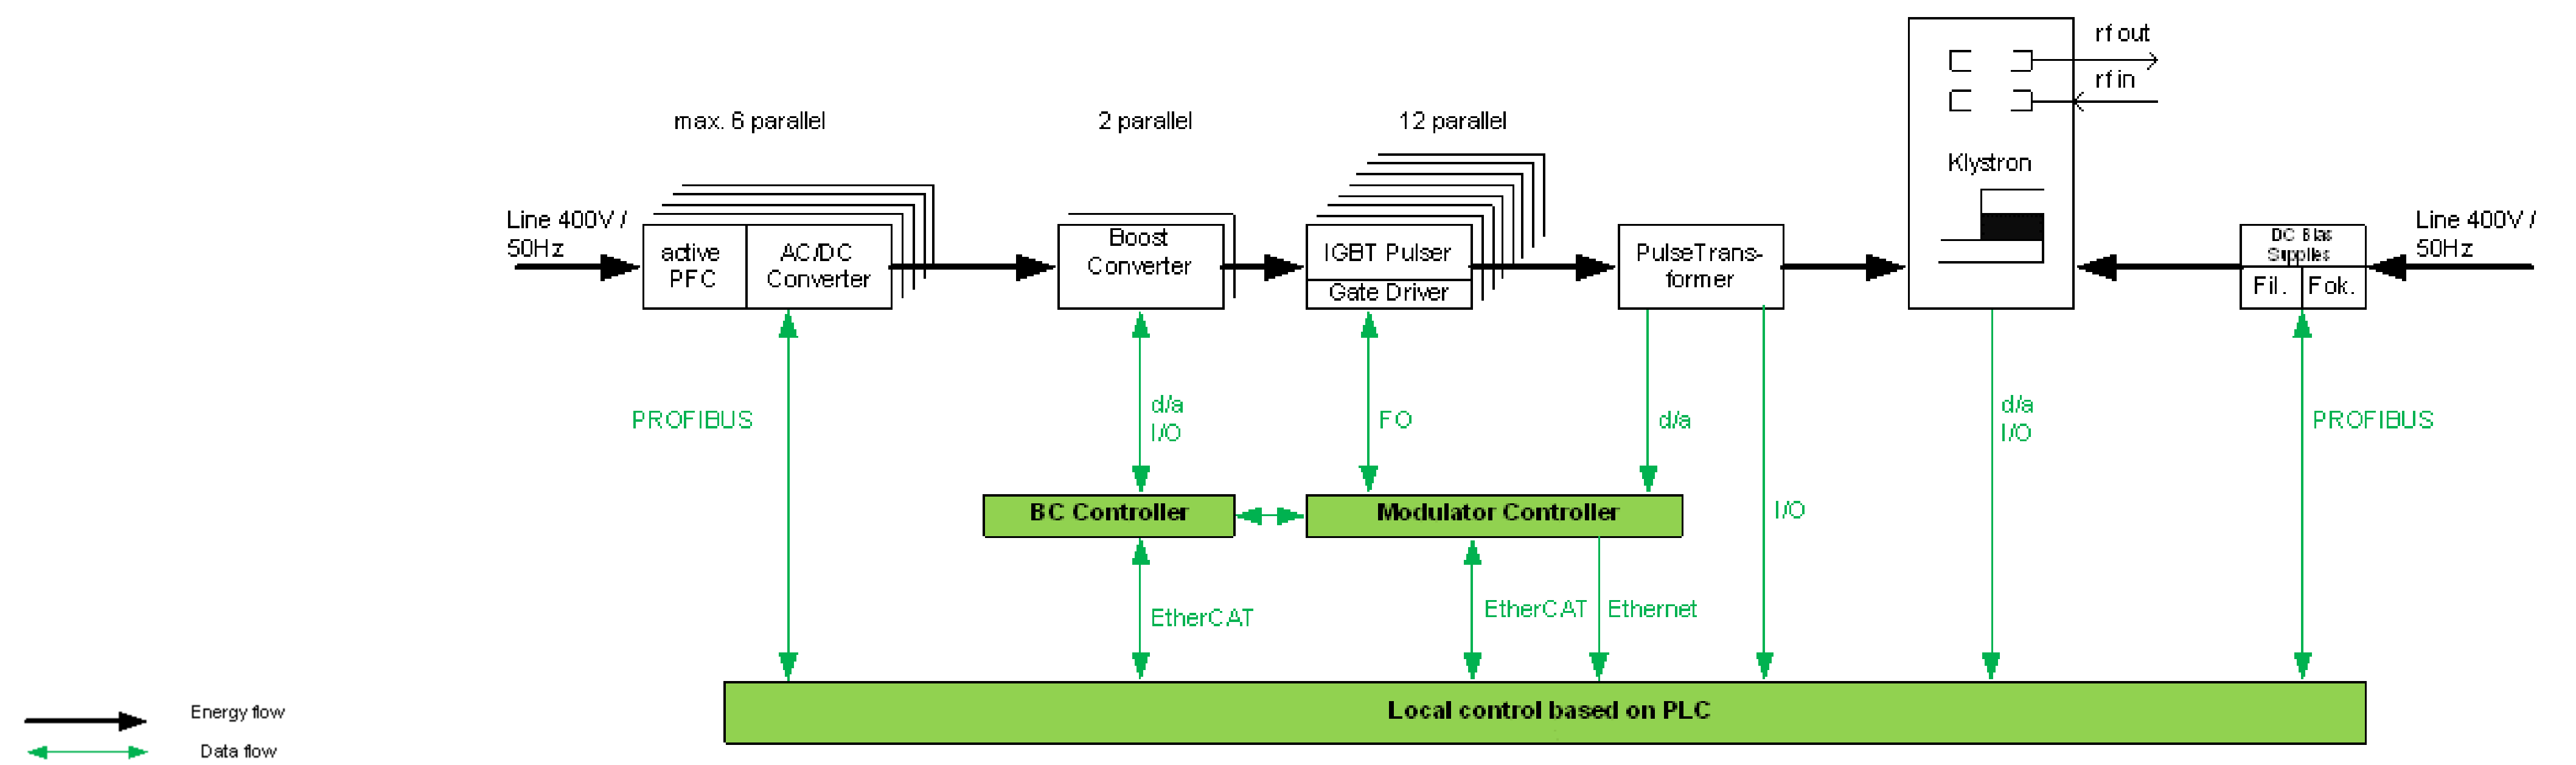 rf out
rf in
max. 6 parallel
2 parallel
12 parallel
Klystron
Line 400V /
50Hz
active
PFC
AC/DC
Converter
Boost
Converter
IGBT Pulser
Gate Driver
PulseTrans-
former
DC Bias
Supplies
Fil.
Fok.
Line 400V /
50Hz
PROFIBUS
d/a
I/O
FO
d/a
d/a
I/O
PROFIBUS
BC Controller
Modulator Controller
I/O
EtherCAT
EtherCAT
Ethernet
Local control based on PLC
Energy flow
Data flow